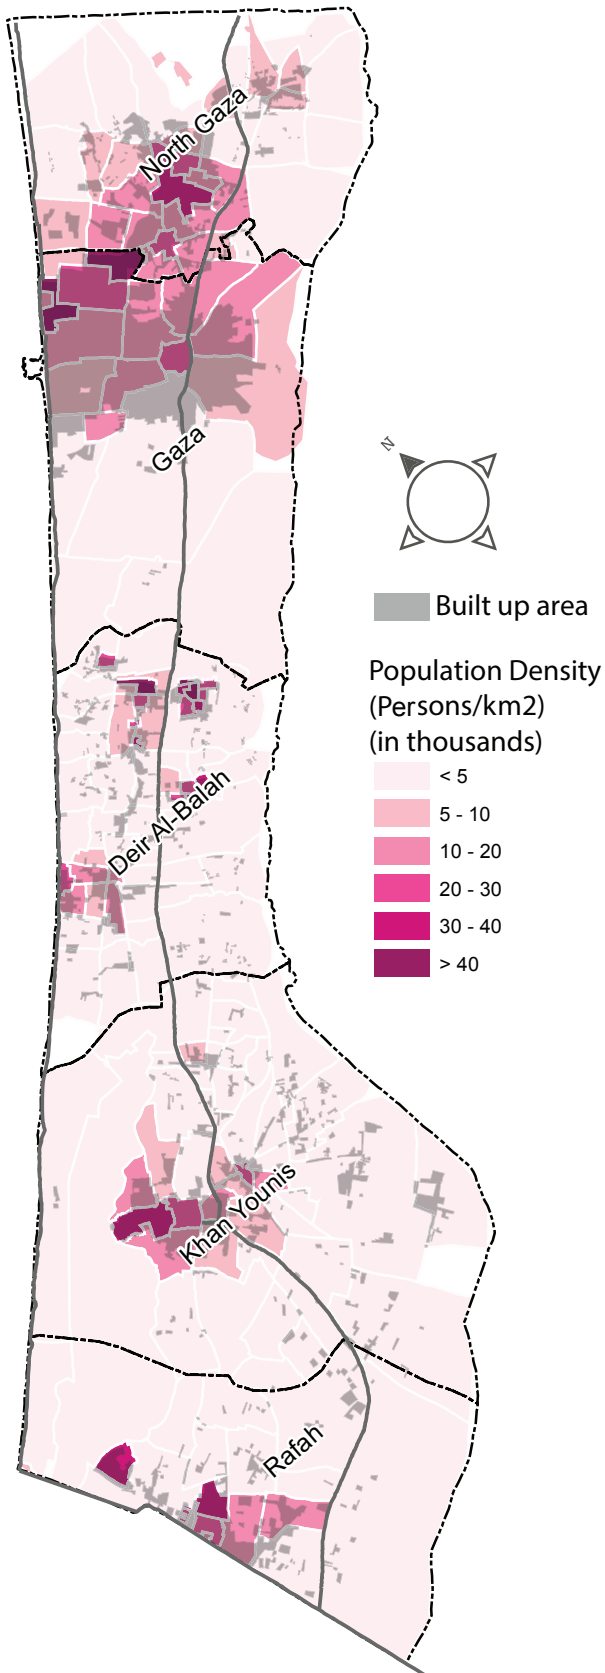 North Gaza
Gaza
N
Built up area
Population Density
(Persons/km2)
(in thousands)
< 5
5 - 10
10 - 20
20 - 30
30 - 40
> 40
Deir Al-Balah
Khan Younis
Rafah